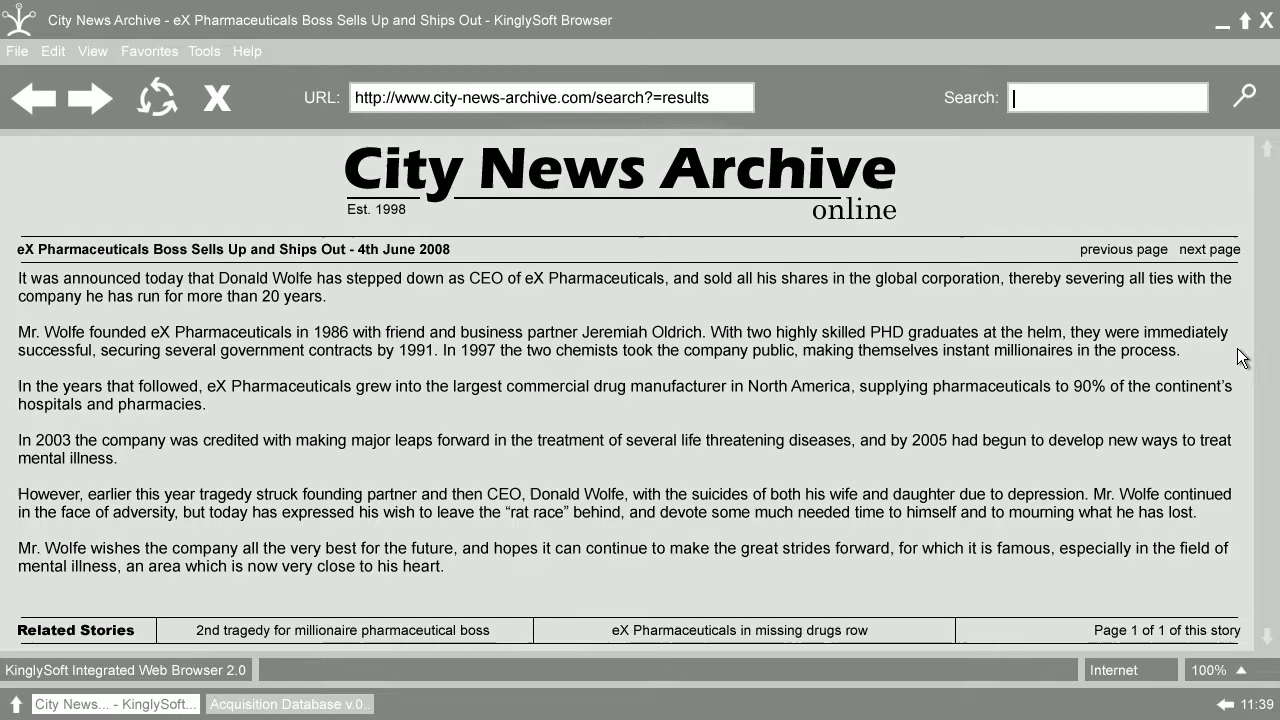 City News Archive - eX Pharmaceuticals Boss Sells Up and Ships Out - KinglySoft Browser
File Edit View Favorites Tools Help
X URL: http://www.city-news-archive.com/search?=results Search:
City News Archive
Est. 1998 online
eX Pharmaceuticals Boss Sells Up and Ships Out - 4th June 2008 previous page next page
It was announced today that Donald Wolfe has stepped down as CEO of eX Pharmaceuticals, and sold all his shares in the global corporation, thereby severing all ties with the
company he has run for more than 20 years.
Mr. Wolfe founded eX Pharmaceuticals in 1986 with friend and business partner Jeremiah Oldrich. With two highly skilled PHD graduates at the helm, they were immediately
successful, securing several government contracts by 1991. In 1997 the two chemists took the company public, making themselves instant millionaires in the process.
In the years that followed, eX Pharmaceuticals grew into the largest commercial drug manufacturer in North America, supplying pharmaceuticals to 90% of the continent's
hospitals and pharmacies.
In 2003 the company was credited with making major leaps forward in the treatment of several life threatening diseases, and by 2005 had begun to develop new ways to treat
mental illness.
However, earlier this year tragedy struck founding partner and then CEO, Donald Wolfe, with the suicides of both his wife and daughter due to depression. Mr. Wolfe continued
in the face of adversity, but today has expressed his wish to leave the “rat race” behind, and devote some much needed time to himself and to mourning what he has lost.
Mr. Wolfe wishes the company all the very best for the future, and hopes it can continue to make the great strides forward, for which it is famous, especially in the field of
mental illness, an area which is now very close to his heart.
Related Stories 2nd tragedy for millionaire pharmaceutical boss eX Pharmaceuticals in missing drugs row Page 1 of 1 of this story
KinglySoft Integrated Web Browser 2.0 Internet 100%
City News... - KinglySoft... Acquisition Database v.0.. 11:39